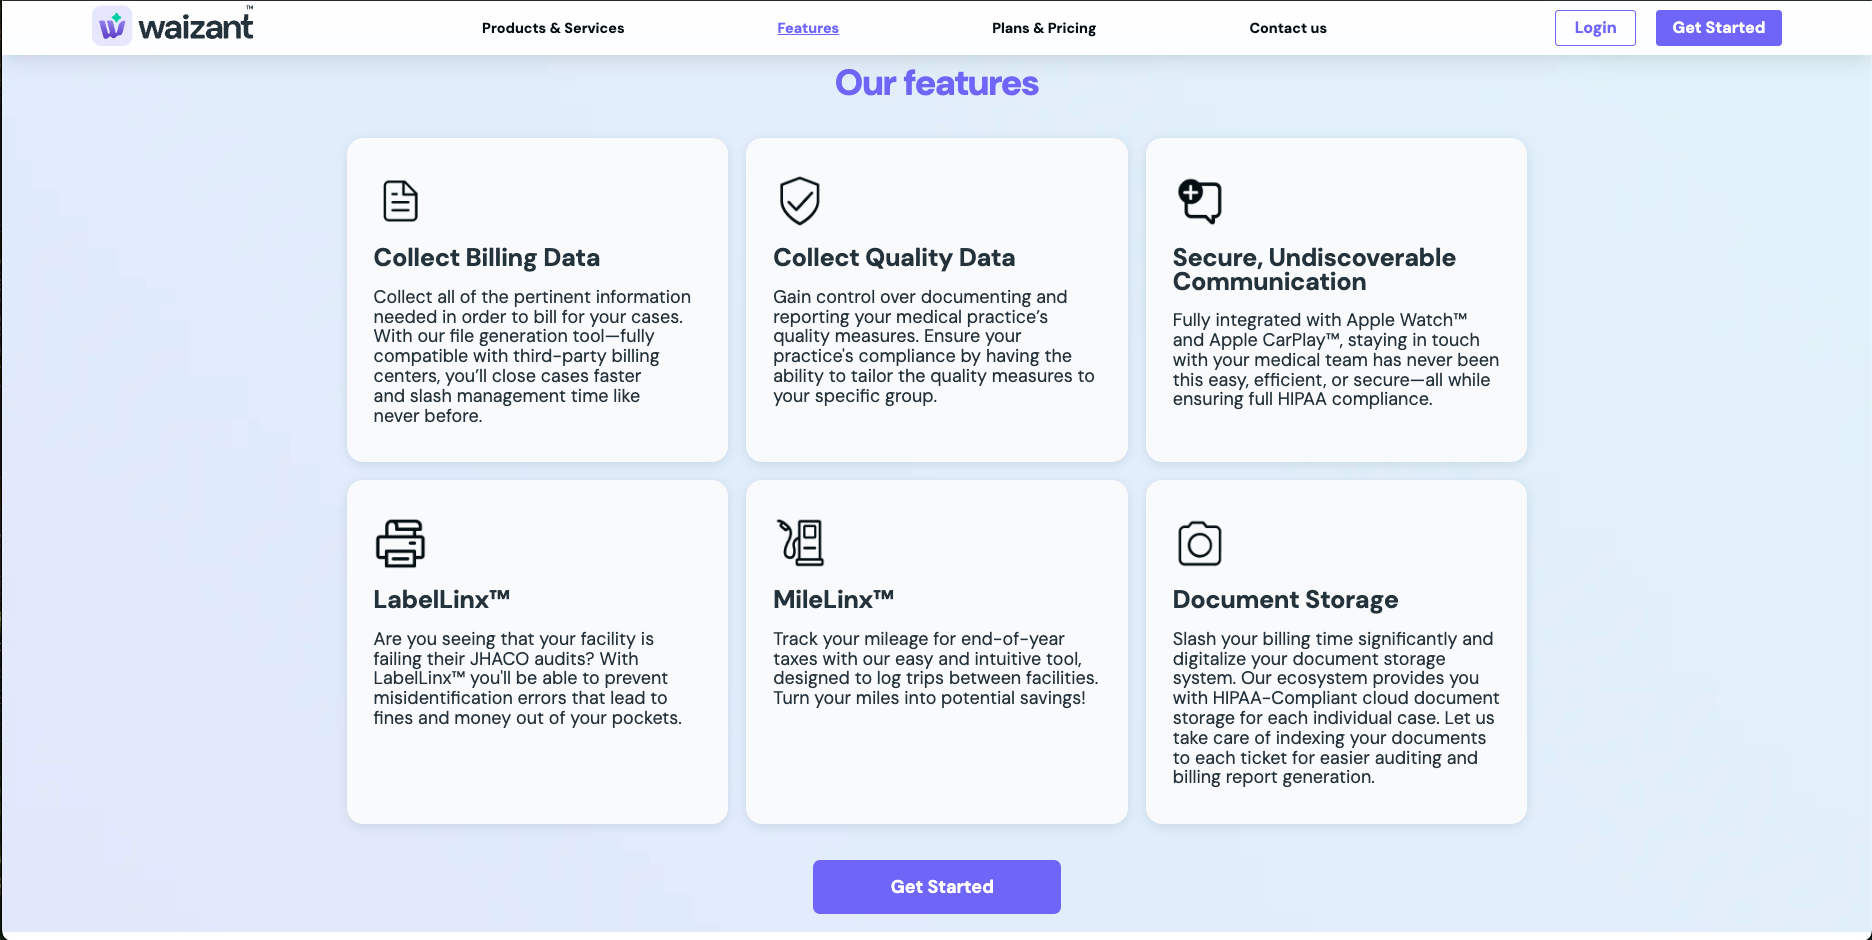 waizant™
Products & Services
Features
Plans & Pricing
Contact us
Login
Get Started
Our features
Collect Billing Data
Collect all of the pertinent information
needed in order to bill for your cases.
With our file generation tool—fully
compatible with third-party billing
centers, you’ll close cases faster
and slash management time like
never before.
Collect Quality Data
Gain control over documenting and
reporting your medical practice’s
quality measures. Ensure your
practice's compliance by having the
ability to tailor the quality measures to
your specific group.
Secure, Undiscoverable
Communication
Fully integrated with Apple Watch™
and Apple CarPlay™, staying in touch
with your medical team has never been
this easy, efficient, or secure—all while
ensuring full HIPAA compliance.
LabelLinx™
Are you seeing that your facility is
failing their JHACO audits? With
LabelLinx™ you'll be able to prevent
misidentification errors that lead to
fines and money out of your pockets.
MileLinx™
Track your mileage for end-of-year
taxes with our easy and intuitive tool,
designed to log trips between facilities.
Turn your miles into potential savings!
Document Storage
Slash your billing time significantly and
digitalize your document storage
system. Our ecosystem provides you
with HIPAA-Compliant cloud document
storage for each individual case. Let us
take care of indexing your documents
to each ticket for easier auditing and
billing report generation.
Get Started